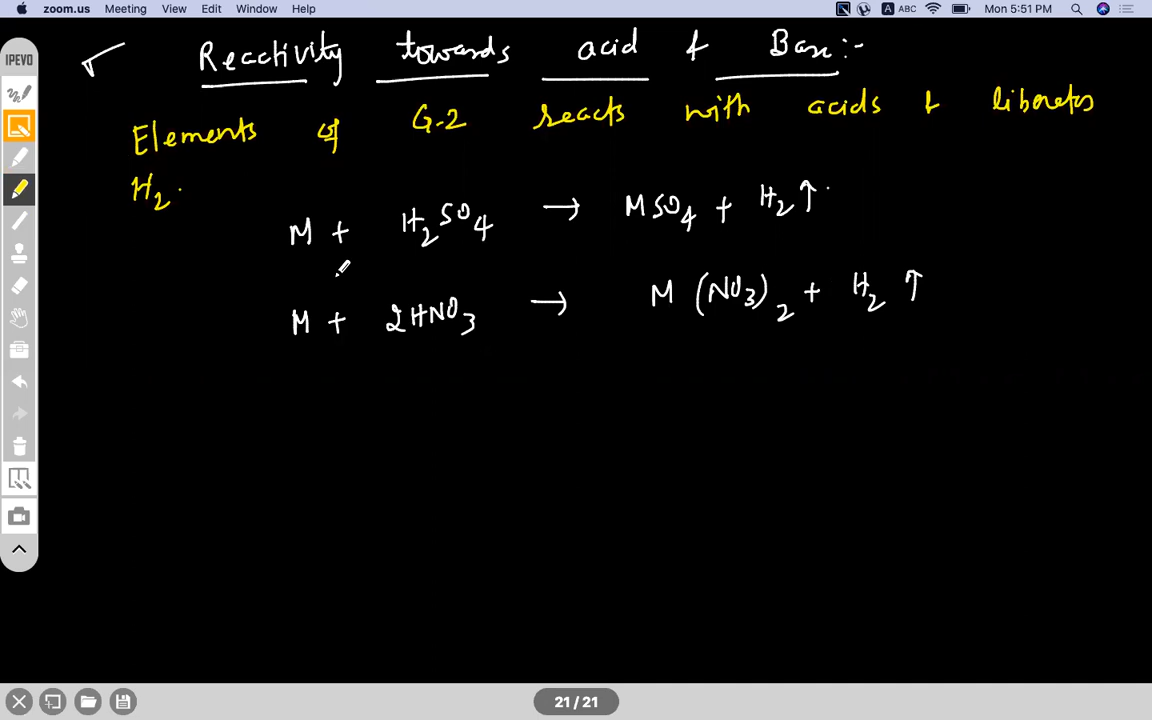 zoom.us Meeting View Edit Window Help A ABC Mon 5:51 PM
IPEVO
Reactivity towards acid & Base:-
Elements of G-2 reacts with acids & liberates
H₂.
M + H₂SO₄ → MSO₄ + H₂↑
M + 2HNO₃ → M(NO₃)₂ + H₂↑
21/21